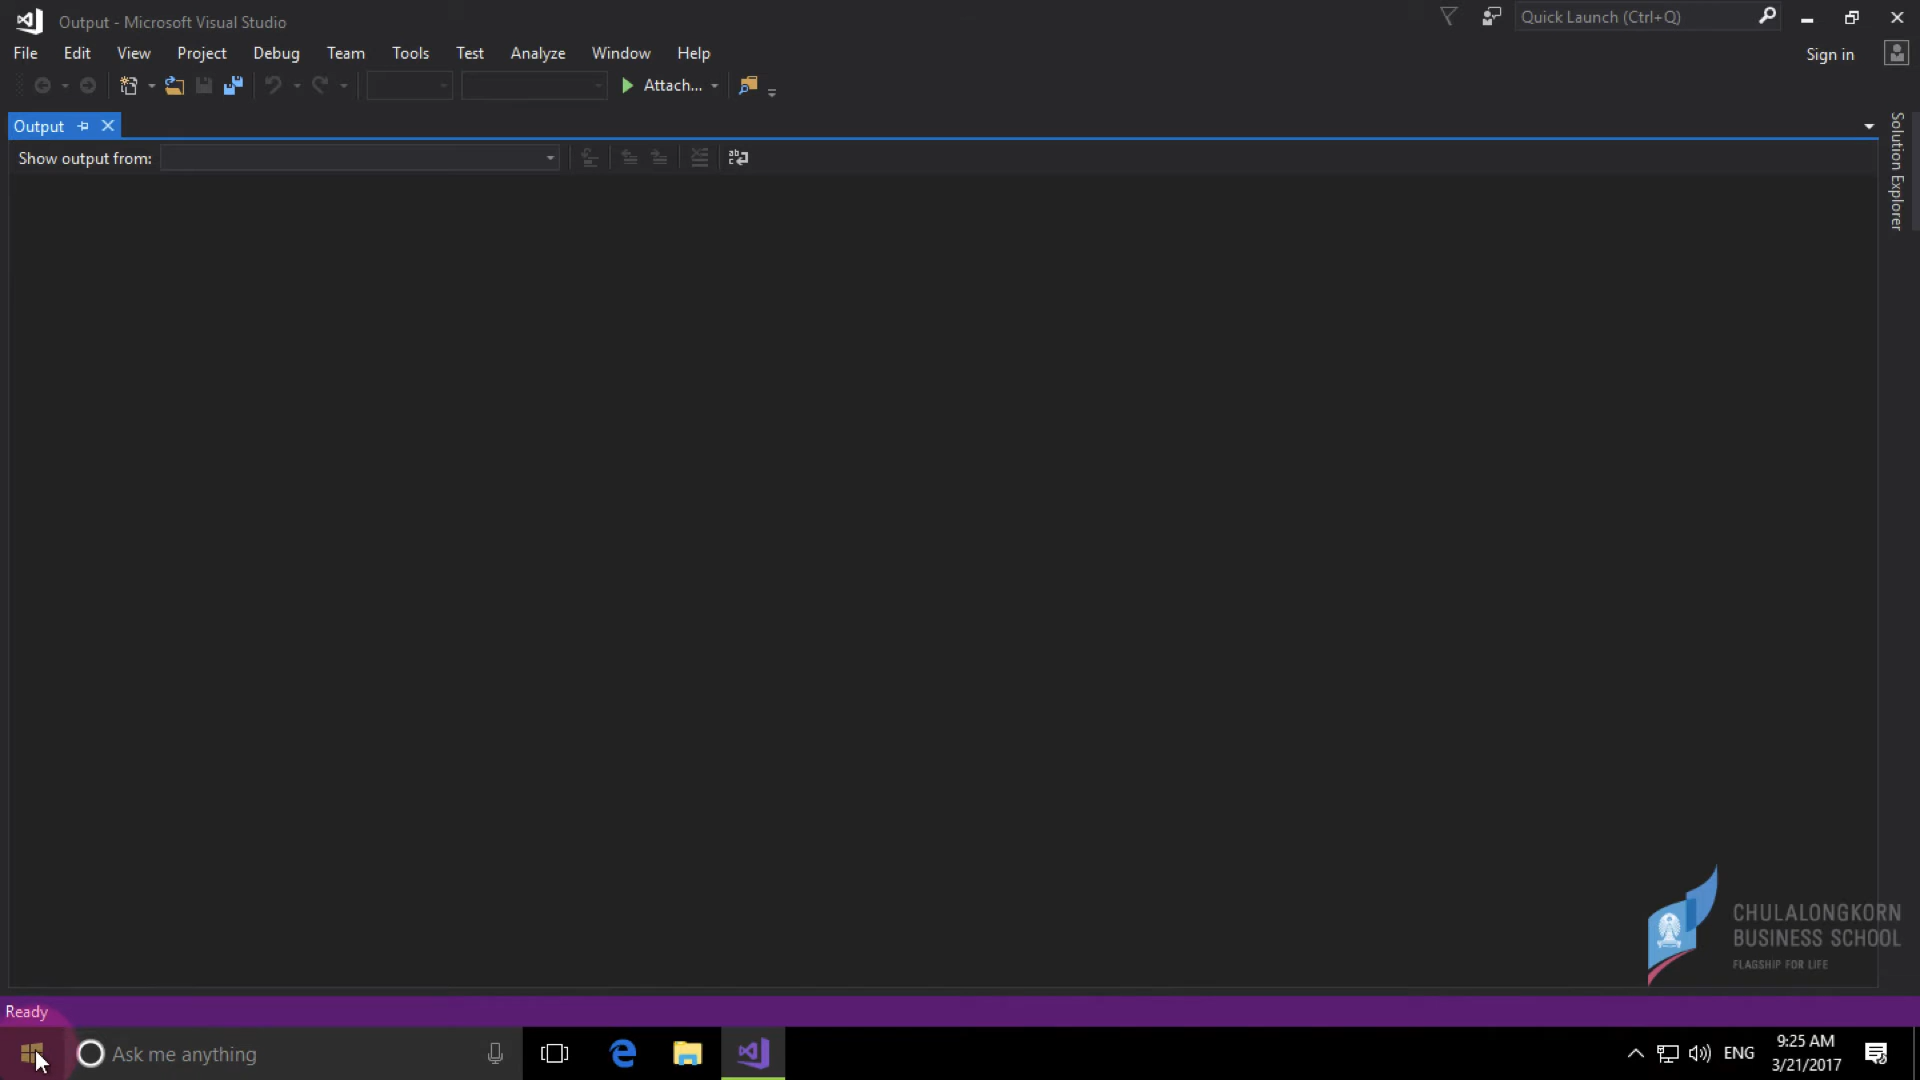 Output - Microsoft Visual Studio
Quick Launch (Ctrl+Q)
File Edit View Project Debug Team Tools Test Analyze Window Help
Sign in
Attach...
Output
Solution Explorer
Show output from:
CHULALONGKORN
BUSINESS SCHOOL
FLAGSHIP FOR LIFE
Ready
Ask me anything
ENG
9:25 AM
3/21/2017